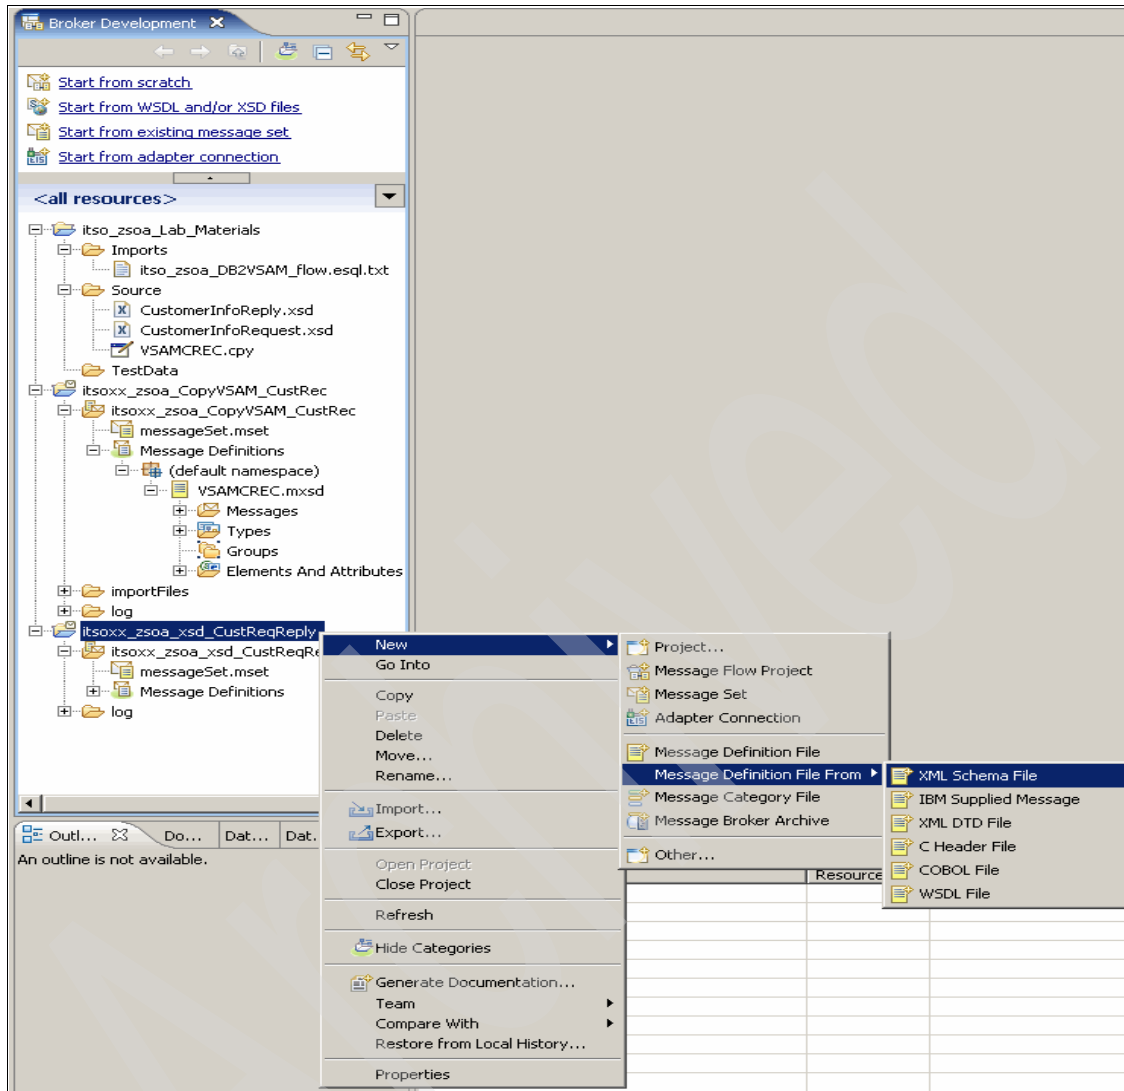 Broker Development
Start from scratch
Start from WSDL and/or XSD files
Start from existing message set
Start from adapter connection
<all resources>
itso_zsoa_Lab_Materials
Imports
itso_zsoa_DB2VSAM_flow.esql.txt
Source
CustomerInfoReply.xsd
CustomerInfoRequest.xsd
VSAMCREC.cpy
TestData
itsoxx_zsoa_CopyVSAM_CustRec
itsoxx_zsoa_CopyVSAM_CustRec
messageSet.mset
Message Definitions
(default namespace)
VSAMCREC.mxsd
Messages
Types
Groups
Elements And Attributes
importFiles
log
itsoxx_zsoa_xsd_CustReqReply
itsoxx_zsoa_xsd_CustReqRe
messageSet.mset
Message Definitions
log
New
Go Into
Copy
Paste
Delete
Move...
Rename...
Import...
Export...
Open Project
Close Project
Refresh
Hide Categories
Generate Documentation...
Team
Compare With
Restore from Local History...
Properties
Project...
Message Flow Project
Message Set
Adapter Connection
Message Definition File
Message Definition File From
Message Category File
Message Broker Archive
Other...
XML Schema File
IBM Supplied Message
XML DTD File
C Header File
COBOL File
WSDL File
Outl... Do... Dat... Dat.
An outline is not available.
Resource